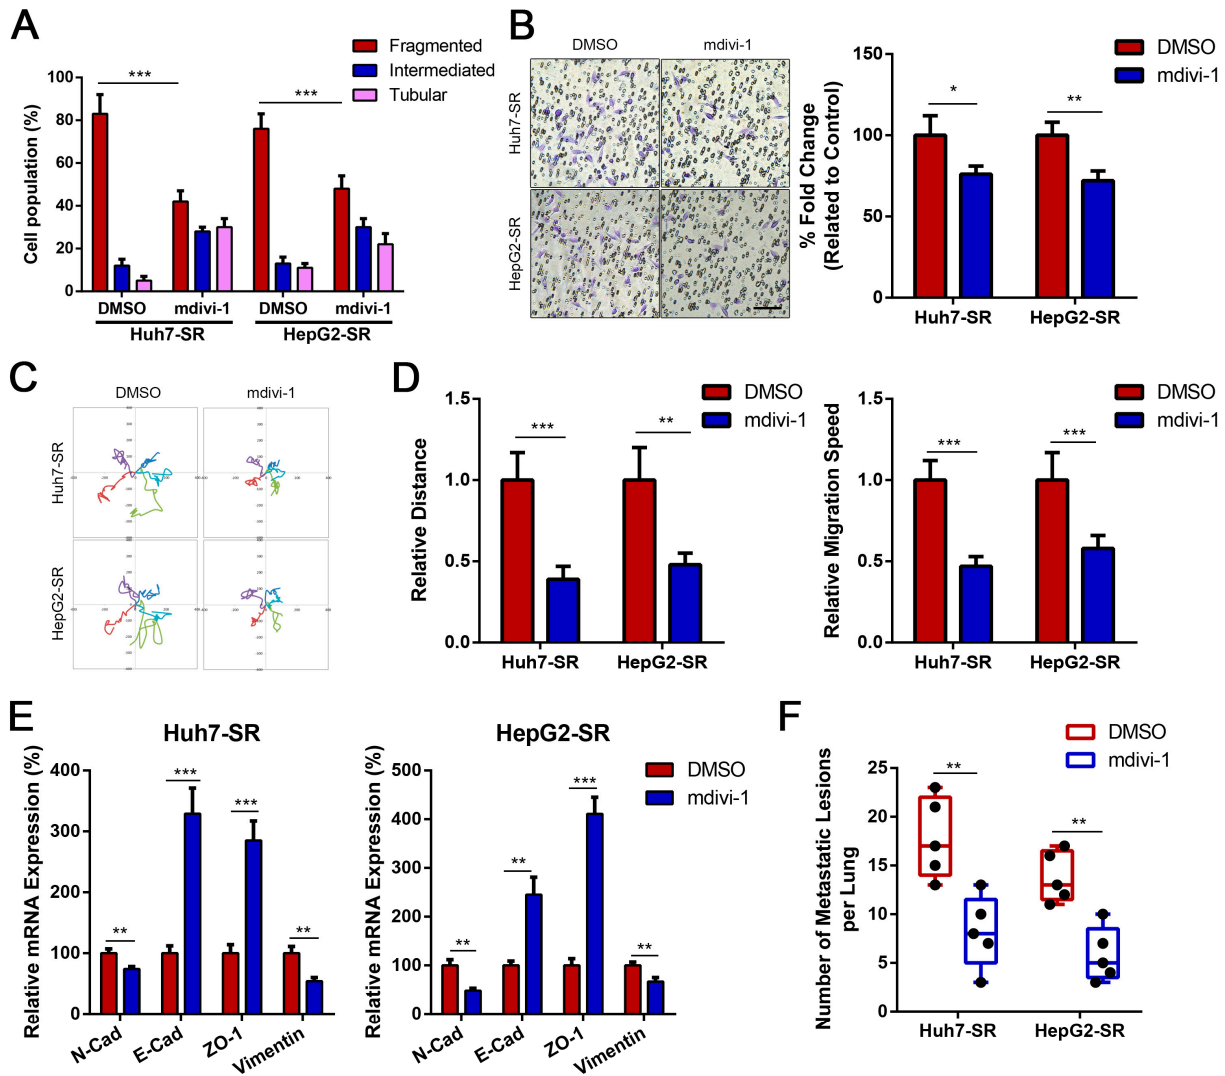 A
Fragmented
Intermediated
Tubular
Cell population (%)
100
80
60
40
20
0
***
***
DMSO mdivi-1 DMSO mdivi-1
Huh7-SR HepG2-SR
B
DMSO mdivi-1
Huh7-SR
HepG2-SR
% Fold Change
(Related to Control)
150
100
50
0
*
**
DMSO
mdivi-1
Huh7-SR HepG2-SR
C
DMSO mdivi-1
Huh7-SR
HepG2-SR
D
Relative Distance
1.5
1.0
0.5
0.0
***
**
DMSO
mdivi-1
Huh7-SR HepG2-SR
Relative Migration Speed
1.5
1.0
0.5
0.0
***
***
DMSO
mdivi-1
Huh7-SR HepG2-SR
E
Huh7-SR
Relative mRNA Expression (%)
400
300
200
100
0
**
***
***
**
N-Cad E-Cad ZO-1 Vimentin
HepG2-SR
Relative mRNA Expression (%)
500
400
300
200
100
0
**
**
***
**
DMSO
mdivi-1
N-Cad E-Cad ZO-1 Vimentin
F
DMSO
mdivi-1
Number of Metastatic Lesions
per Lung
25
20
15
10
5
0
**
**
Huh7-SR HepG2-SR